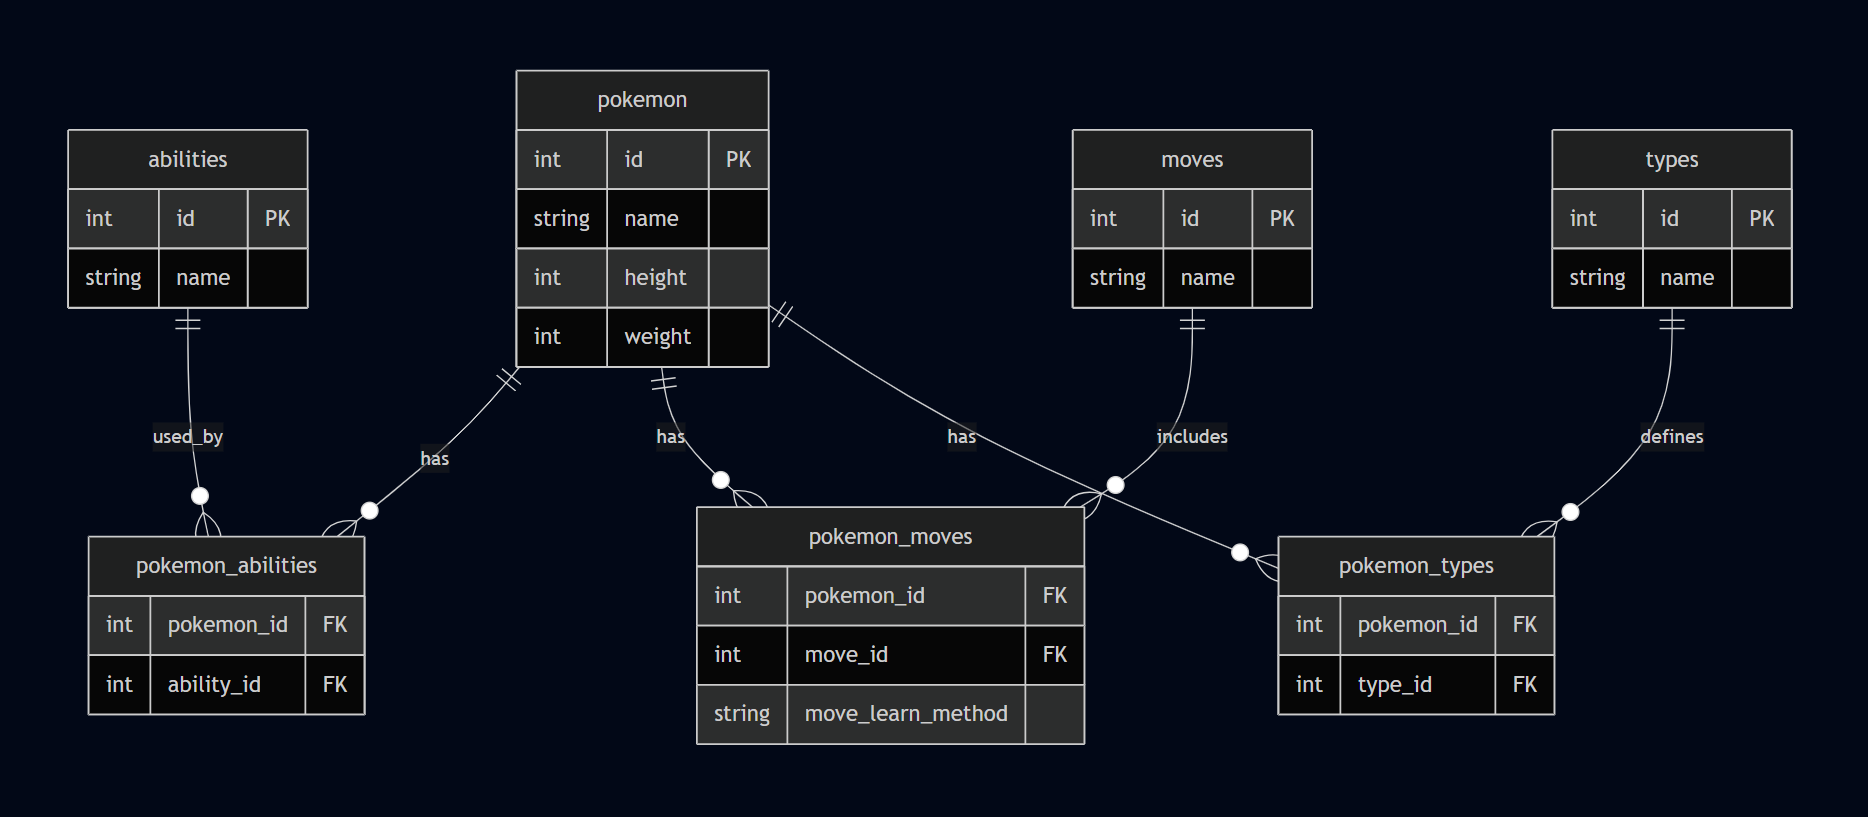 pokemon
int id PK
string name
int height
int weight
abilities
int id PK
string name
moves
int id PK
string name
types
int id PK
string name
used_by
has
has
has
includes
defines
pokemon_abilities
int pokemon_id FK
int ability_id FK
pokemon_moves
int pokemon_id FK
int move_id FK
string move_learn_method
pokemon_types
int pokemon_id FK
int type_id FK